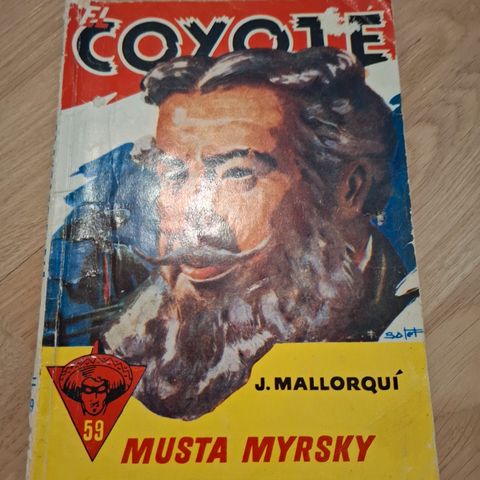 EL
COYOTE
J. MALLORQUÍ
59
MUSTA MYRSKY